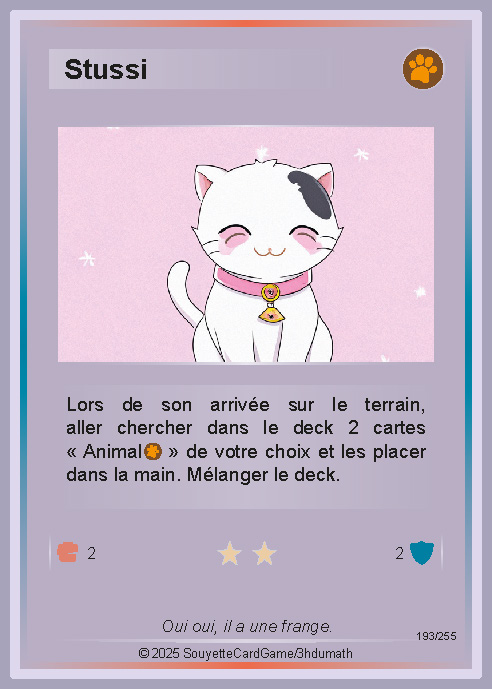 Stussi
Lors de son arrivée sur le terrain,
aller chercher dans le deck 2 cartes
« Animal » de votre choix et les placer
dans la main. Mélanger le deck.
2
2
Oui oui, il a une frange.
193/255
© 2025 SouyetteCardGame/3hdumath